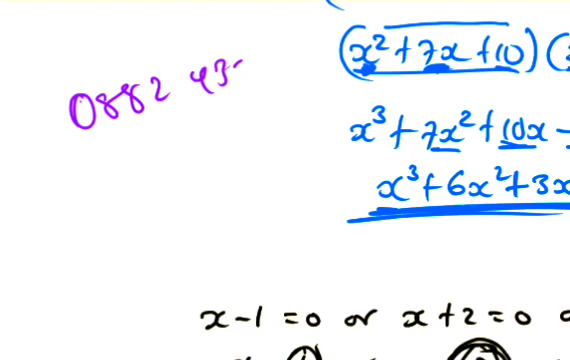 (x² + 7x + 10) (
0882 43
x³ + 7x² + 10x -
x³ + 6x² + 3x
x - 1 = 0 or x + 2 = 0